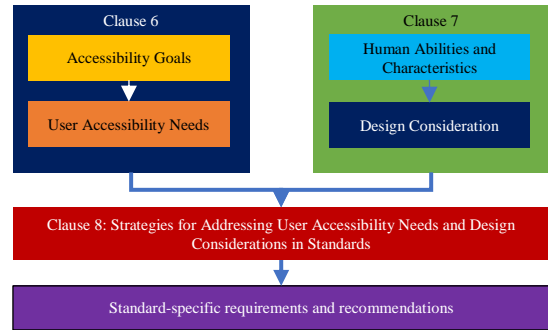 Clause 6
Accessibility Goals
User Accessibility Needs
Clause 7
Human Abilities and
Characteristics
Design Consideration
Clause 8: Strategies for Addressing User Accessibility Needs and Design
Considerations in Standards
Standard-specific requirements and recommendations